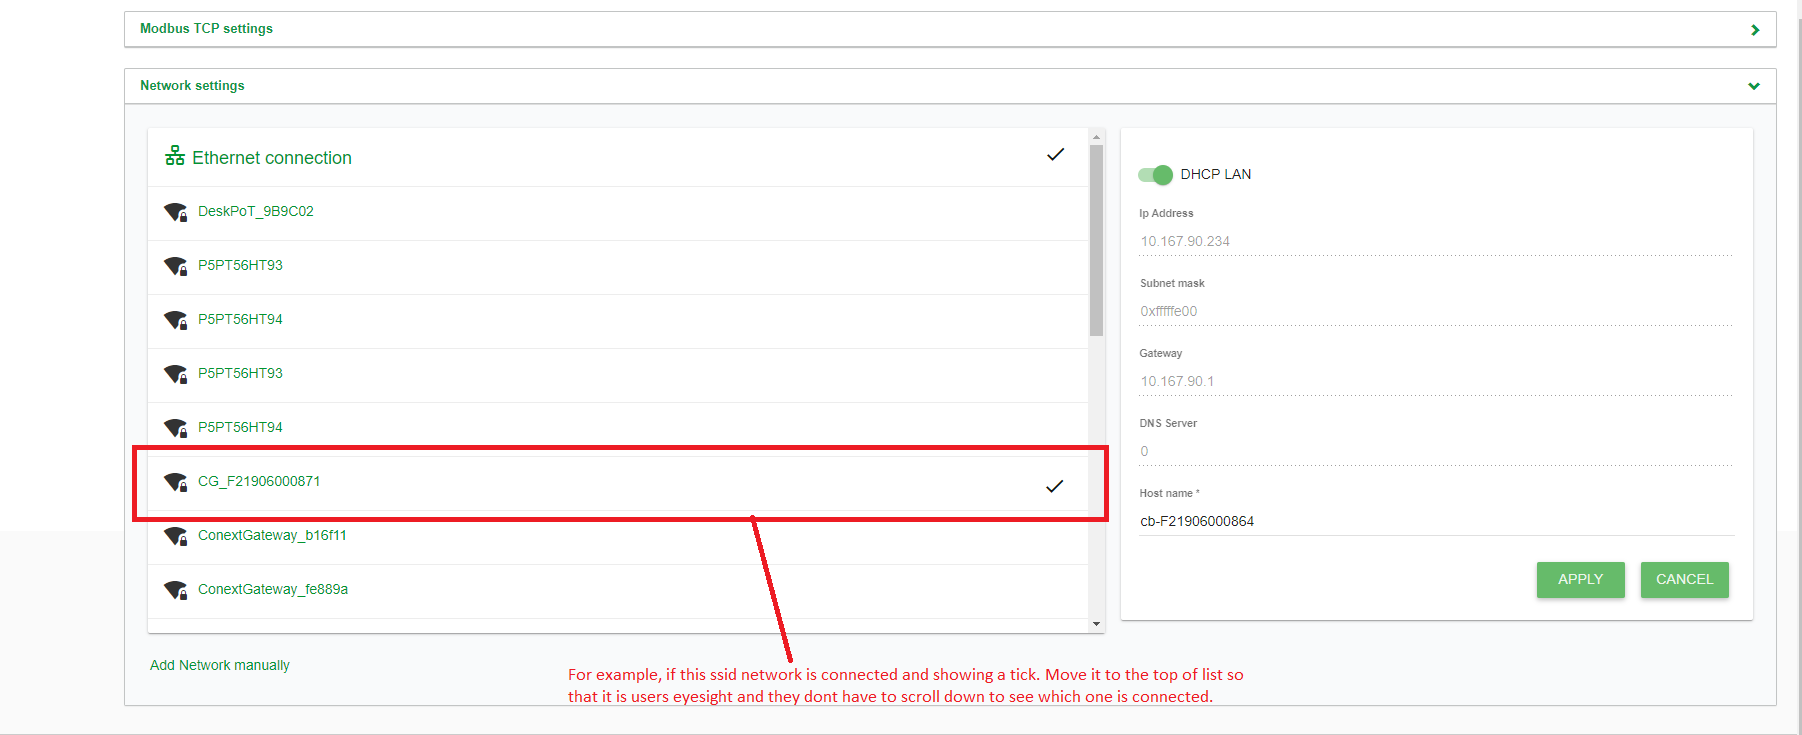 Modbus TCP settings
Network settings
Ethernet connection
DeskPoT_9B9C02
P5PT56HT93
P5PT56HT94
P5PT56HT93
P5PT56HT94
CG_F21906000871
ConextGateway_b16f11
ConextGateway_fe889a
Add Network manually
DHCP LAN
Ip Address
10.167.90.234
Subnet mask
0xfffffe00
Gateway
10.167.90.1
DNS Server
0
Host name *
cb-F21906000864
APPLY
CANCEL
For example, if this ssid network is connected and showing a tick. Move it to the top of list so
that it is users eyesight and they dont have to scroll down to see which one is connected.